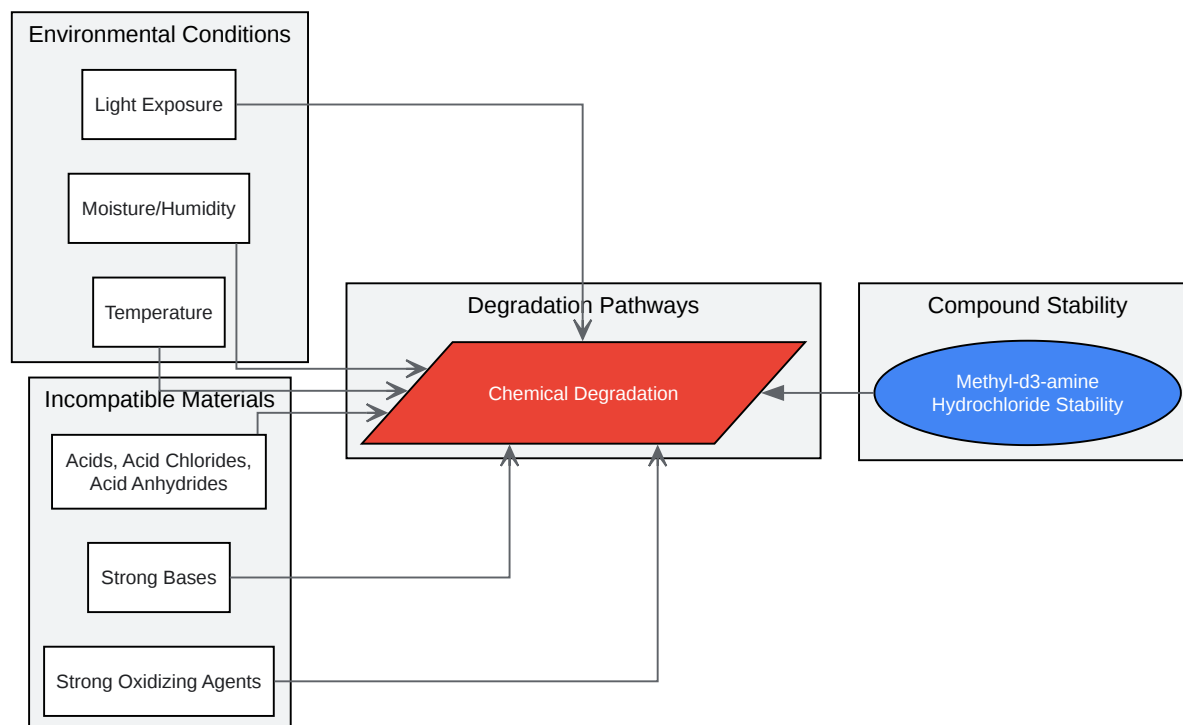 Environmental Conditions
Light Exposure
Moisture/Humidity
Temperature
Incompatible Materials
Acids, Acid Chlorides,
Acid Anhydrides
Strong Bases
Strong Oxidizing Agents
Degradation Pathways
Chemical Degradation
Compound Stability
Methyl-d3-amine
Hydrochloride Stability